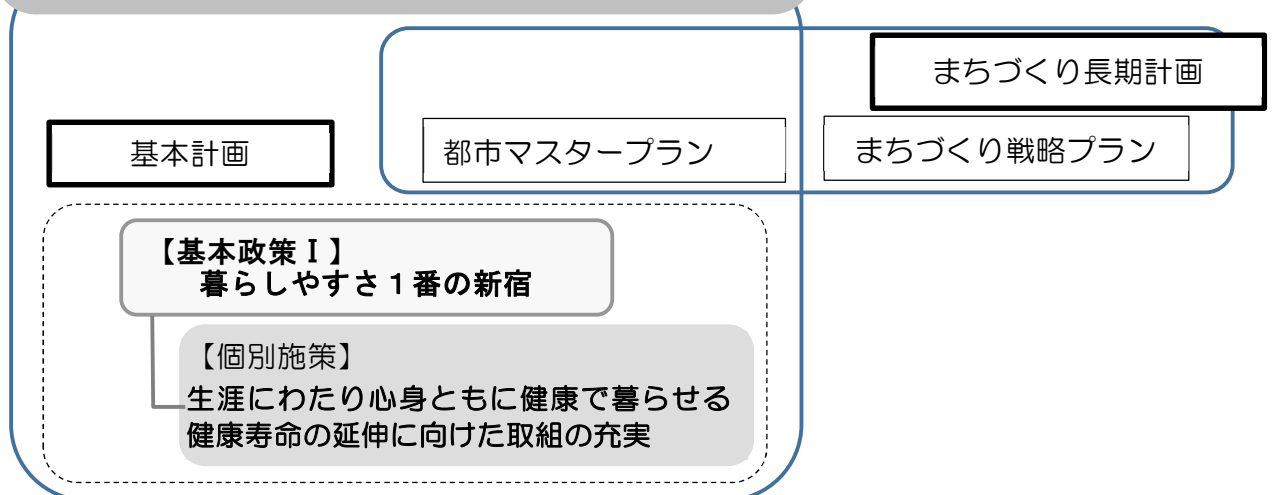 まちづくり長期計画
基本計画
都市マスタープラン
まちづくり戦略プラン
【基本政策Ⅰ】
暮らしやすさ１番の新宿
【個別施策】
生涯にわたり心身ともに健康で暮らせる
健康寿命の延伸に向けた取組の充実